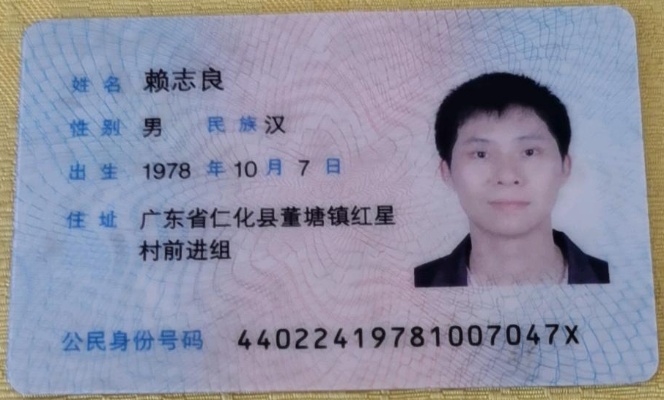 姓名 赖志良
性别 男 民族 汉
出生 1978 年 10 月 7 日
住址 广东省仁化县董塘镇红星
村前进组
公民身份号码 44022419781007047X